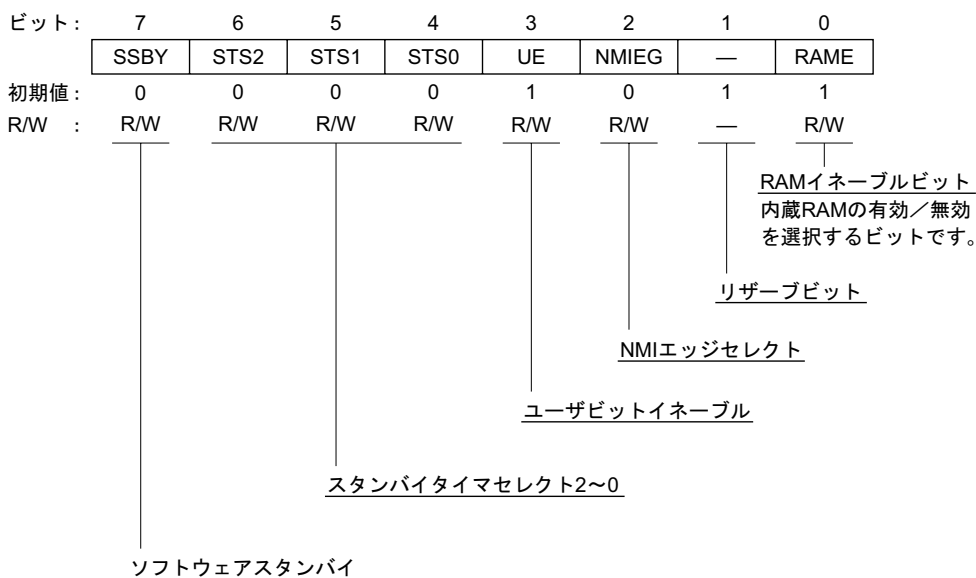 ビット: 7 6 5 4 3 2 1 0
SSBY STS2 STS1 STS0 UE NMIEG — RAME
初期値: 0 0 0 0 1 0 1 1
R/W : R/W R/W R/W R/W R/W R/W — R/W
RAMイネーブルビット
内蔵RAMの有効/無効
を選択するビットです。
リザーブビット
NMIエッジセレクト
ユーザビットイネーブル
スタンバイタイマセレクト2~0
ソフトウェアスタンバイ